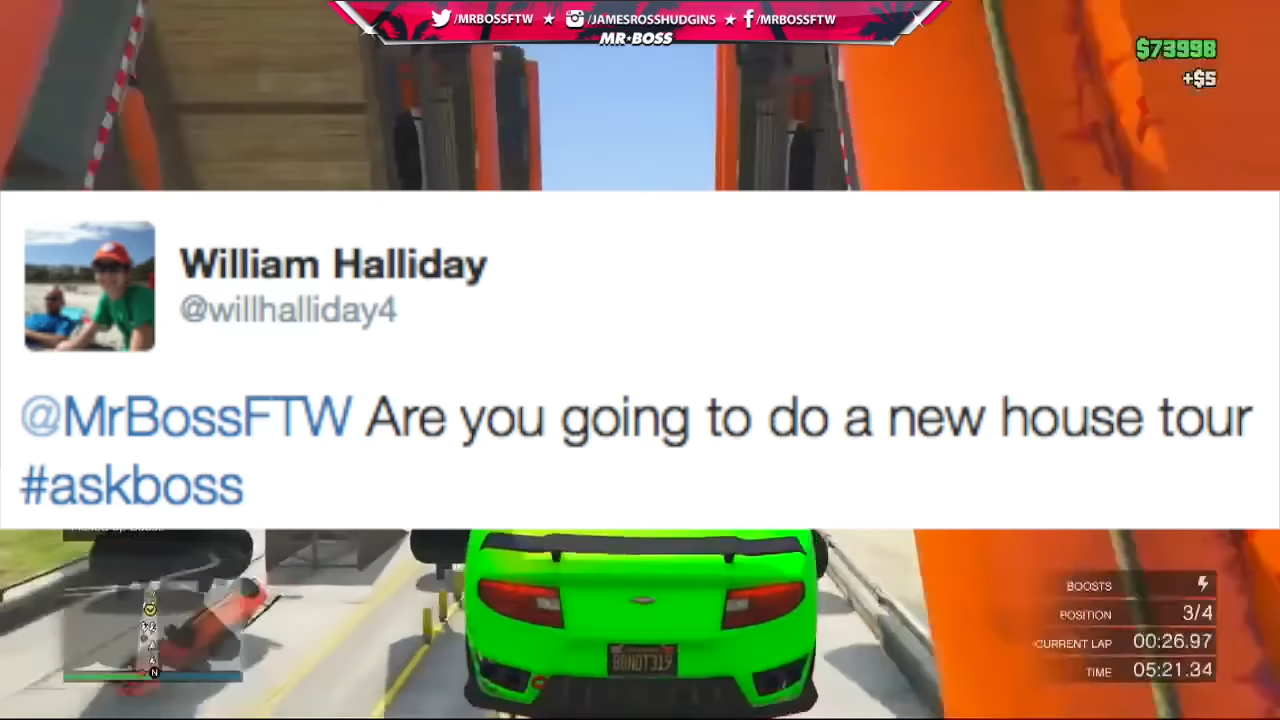 /MRBOSSFTW ★ /JAMESROSSHUDGINS ★ f/MRBOSSFTW
MR★BOSS
$73998
+$5
William Halliday
@willhalliday4
@MrBossFTW Are you going to do a new house tour
#askboss
BOOSTS
POSITION 3/4
CURRENT LAP 00:26.97
TIME 05:21.34
N